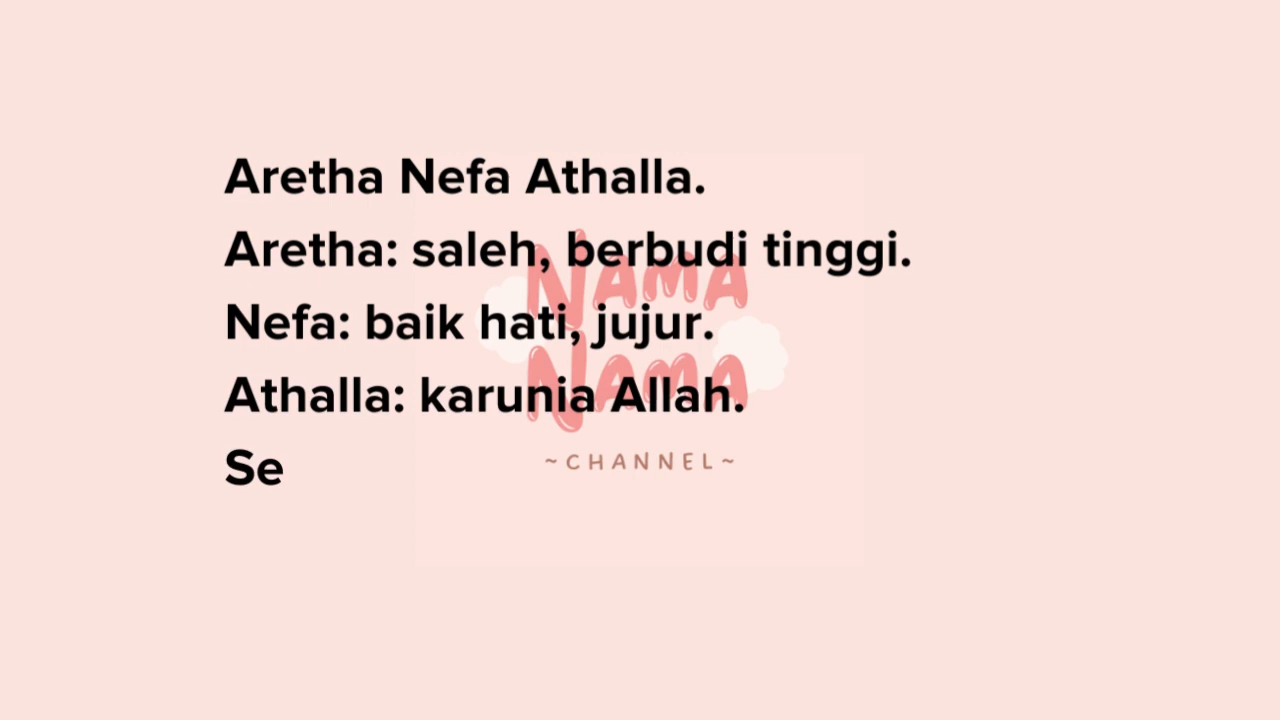 Aretha Nefa Athalla.
Aretha: saleh, berbudi tinggi.
Nefa: baik hati, jujur.
Athalla: karunia Allah.
Se
NAMA
NAMA
~CHANNEL~